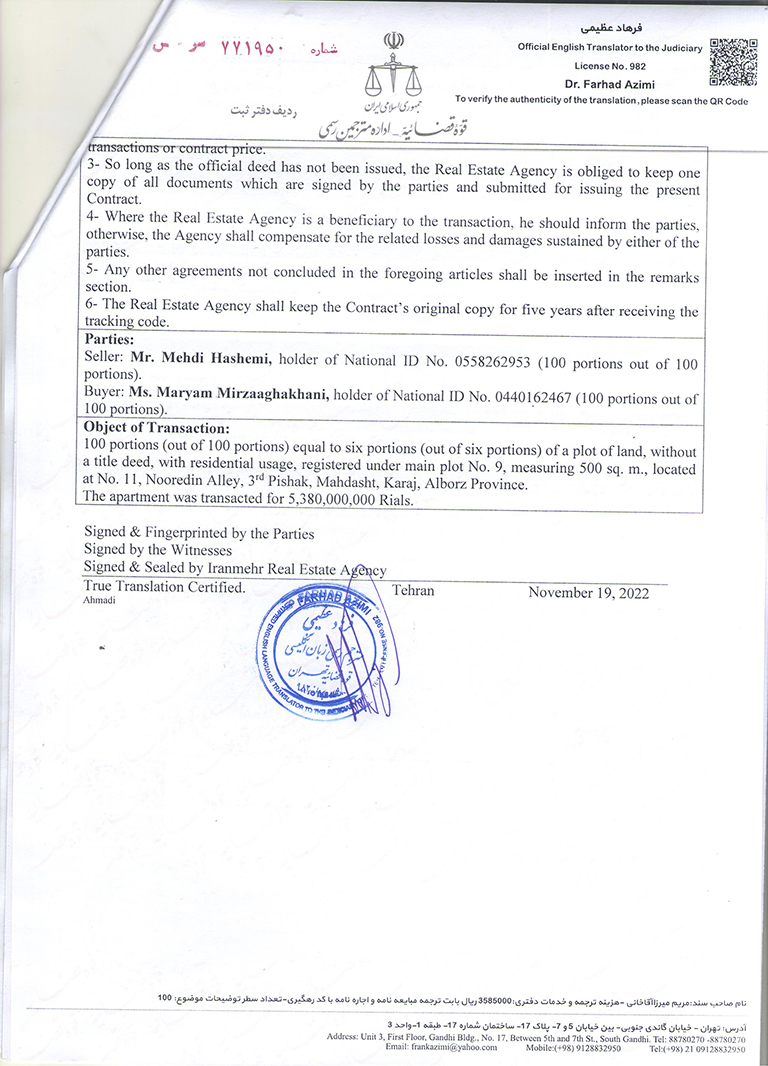 فرهاد عظیمی
Official English Translator to the Judiciary
License No. 982
Dr. Farhad Azimi
To verify the authenticity of the translation, please scan the QR Code
شماره ۷۷۱۹۵۰ سر س
جمهوری اسلامی ایران
ردیف دفتر ثبت
قوه قضائیه - اداره مترجمین رسمی
transactions or contract price.
3- So long as the official deed has not been issued, the Real Estate Agency is obliged to keep one
copy of all documents which are signed by the parties and submitted for issuing the present
Contract.
4- Where the Real Estate Agency is a beneficiary to the transaction, he should inform the parties,
otherwise, the Agency shall compensate for the related losses and damages sustained by either of the
parties.
5- Any other agreements not concluded in the foregoing articles shall be inserted in the remarks
section.
6- The Real Estate Agency shall keep the Contract's original copy for five years after receiving the
tracking code.
Parties:
Seller: Mr. Mehdi Hashemi, holder of National ID No. 0558262953 (100 portions out of 100
portions).
Buyer: Ms. Maryam Mirzaaghakhani, holder of National ID No. 0440162467 (100 portions out of
100 portions).
Object of Transaction:
100 portions (out of 100 portions) equal to six portions (out of six portions) of a plot of land, without
a title deed, with residential usage, registered under main plot No. 9, measuring 500 sq. m., located
at No. 11, Nooredin Alley, 3rd Pishak, Mahdasht, Karaj, Alborz Province.
The apartment was transacted for 5,380,000,000 Rials.
Signed & Fingerprinted by the Parties
Signed by the Witnesses
Signed & Sealed by Iranmehr Real Estate Agency
True Translation Certified. Tehran November 19, 2022
Ahmadi
FARHAD AZIMI
فرهاد عظیمی
مترجم رسمی زبان انگلیسی
قوه قضائیه تهران
نام صاحب سند:مریم میرزاآقاخانی -هزینه ترجمه و خدمات دفتری:3585000ریال بابت ترجمه مبایعه نامه و اجاره نامه با کد رهگیری-تعداد سطر توضیحات موضوع: 100
آدرس: تهران - خیابان گاندی جنوبی- بین خیابان 5 و 7- پلاک 17- ساختمان شماره 17- طبقه 1-واحد 3
Address: Unit 3, First Floor, Gandhi Bldg., No. 17, Between 5th and 7th St., South Gandhi. Tel: 88780270 -88780270
Email: frankazimi@yahoo.com Mobile:(+98) 9128832950 Tel:(+98) 21 09128832950